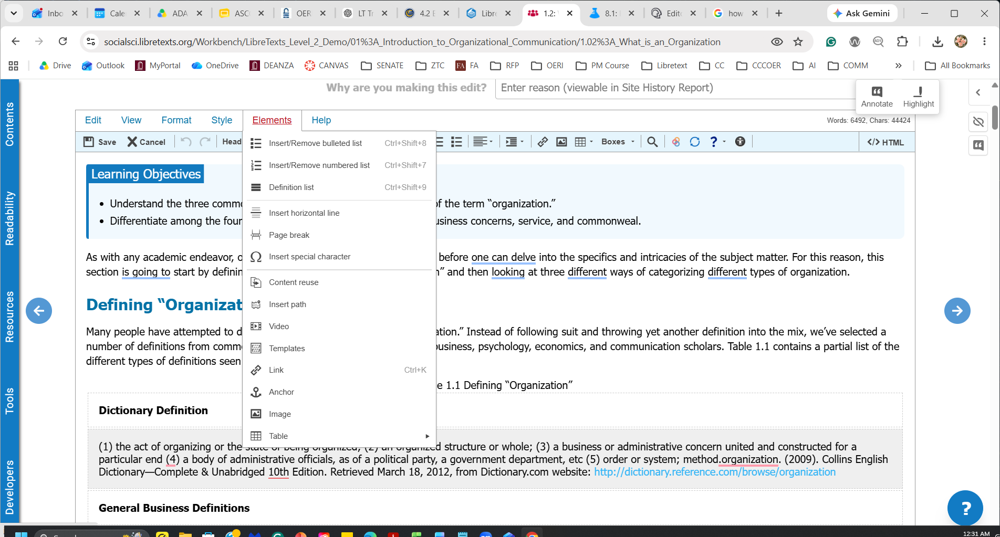 Inbo
Cale
ADA
ASC
OER
LT Tr
4.2 E
Libre
1.2:
8.1:
Edit
how
Ask Gemini
socialsci.libretexts.org/Workbench/LibreTexts_Level_2_Demo/01%3A_Introduction_to_Organizational_Communication/1.02%3A_What_is_an_Organization
Drive Outlook MyPortal OneDrive DEANZA CANVAS SENATE ZTC FA FA RFP OERI PM Course Libretext CC CCCOER AI COMM » All Bookmarks
Why are you making this edit? Enter reason (viewable in Site History Report)
Annotate Highlight
Edit View Format Style Elements Help
Words: 6492, Chars: 44424
Save Cancel Head Boxes ? </> HTML
Contents
Readability
Resources
Tools
Developers
Insert/Remove bulleted list Ctrl+Shift+8
Insert/Remove numbered list Ctrl+Shift+7
Definition list Ctrl+Shift+9
Insert horizontal line
Page break
Insert special character
Content reuse
Insert path
Video
Templates
Link Ctrl+K
Anchor
Image
Table
Learning Objectives
• Understand the three commo f the term “organization.”
• Differentiate among the four usiness concerns, service, and commonweal.
As with any academic endeavor, o before one can delve into the specifics and intricacies of the subject matter. For this reason, this
section is going to start by definin n” and then looking at three different ways of categorizing different types of organization.
Defining “Organizat
Many people have attempted to d ation.” Instead of following suit and throwing yet another definition into the mix, we’ve selected a
number of definitions from comm business, psychology, economics, and communication scholars. Table 1.1 contains a partial list of the
different types of definitions seen
e 1.1 Defining “Organization”
Dictionary Definition
(1) the act of organizing or the state of being organized; (2) an organized structure or whole; (3) a business or administrative concern united and constructed for a
particular end (4) a body of administrative officials, as of a political party, a government department, etc (5) order or system; method.organization. (2009). Collins English
Dictionary—Complete & Unabridged 10th Edition. Retrieved March 18, 2012, from Dictionary.com website: http://dictionary.reference.com/browse/organization
General Business Definitions
?
12:31 AM